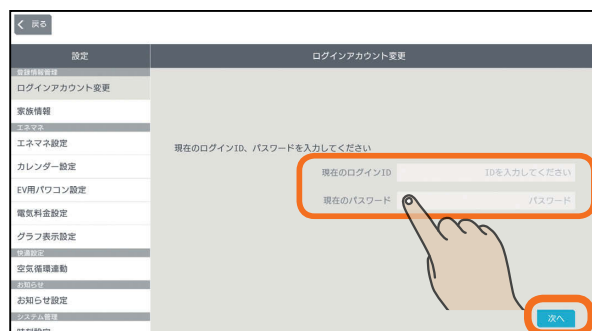 戻る
設定
ログインアカウント変更
登録情報管理
ログインアカウント変更
家族情報
エネマネ
エネマネ設定
カレンダー設定
EV用パワコン設定
電気料金設定
グラフ表示設定
快適設定
空気循環連動
お知らせ
お知らせ設定
システム管理
時刻設定
現在のログインID、パスワードを入力してください
現在のログインID IDを入力してください
現在のパスワード パスワード
次へ